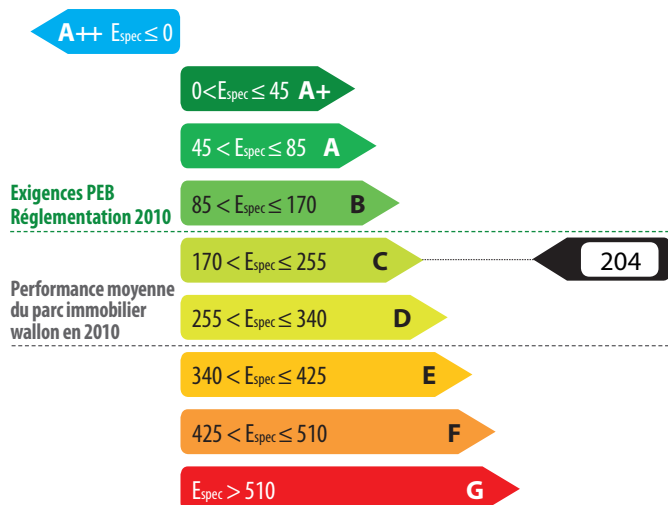 A++ Espec ≤ 0
0<Espec ≤ 45 A+
45 < Espec ≤ 85 A
Exigences PEB
Réglementation 2010
85 < Espec ≤ 170 B
170 < Espec ≤ 255 C
204
Performance moyenne
du parc immobilier
wallon en 2010
255 < Espec ≤ 340 D
340 < Espec ≤ 425 E
425 < Espec ≤ 510 F
Espec > 510 G